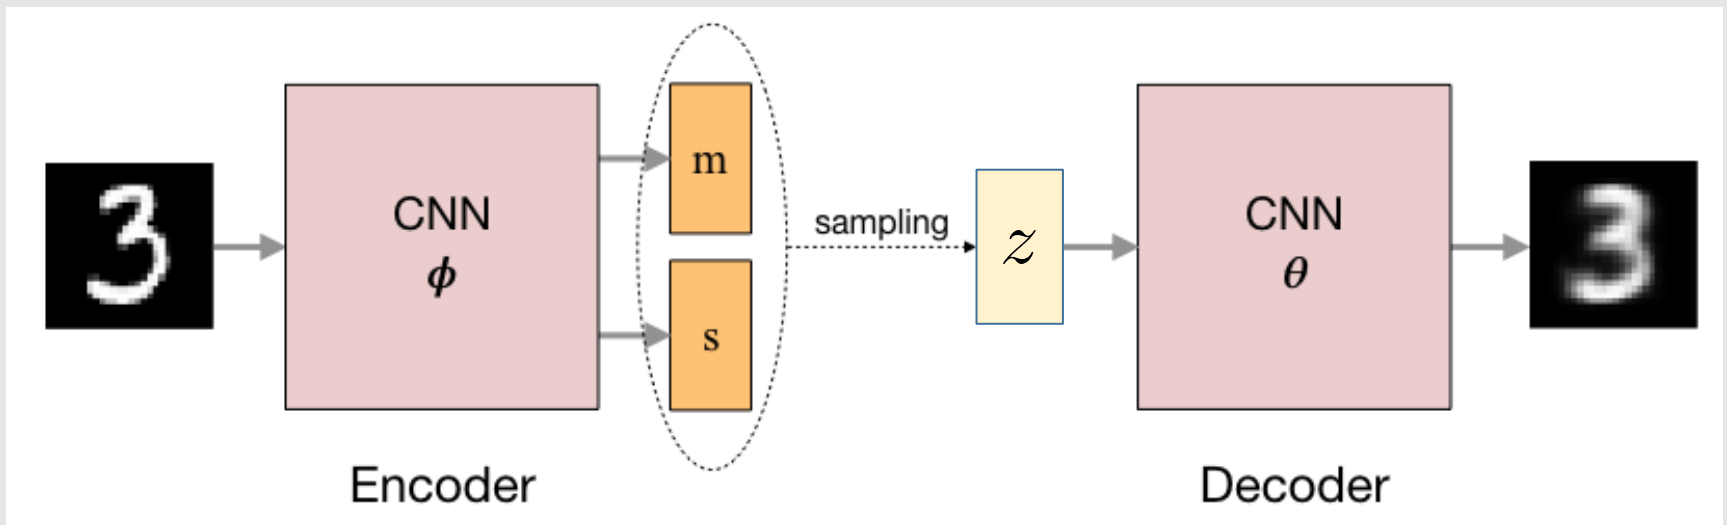 3
CNN
ϕ
m
s
sampling
z
CNN
θ
3
Encoder
Decoder